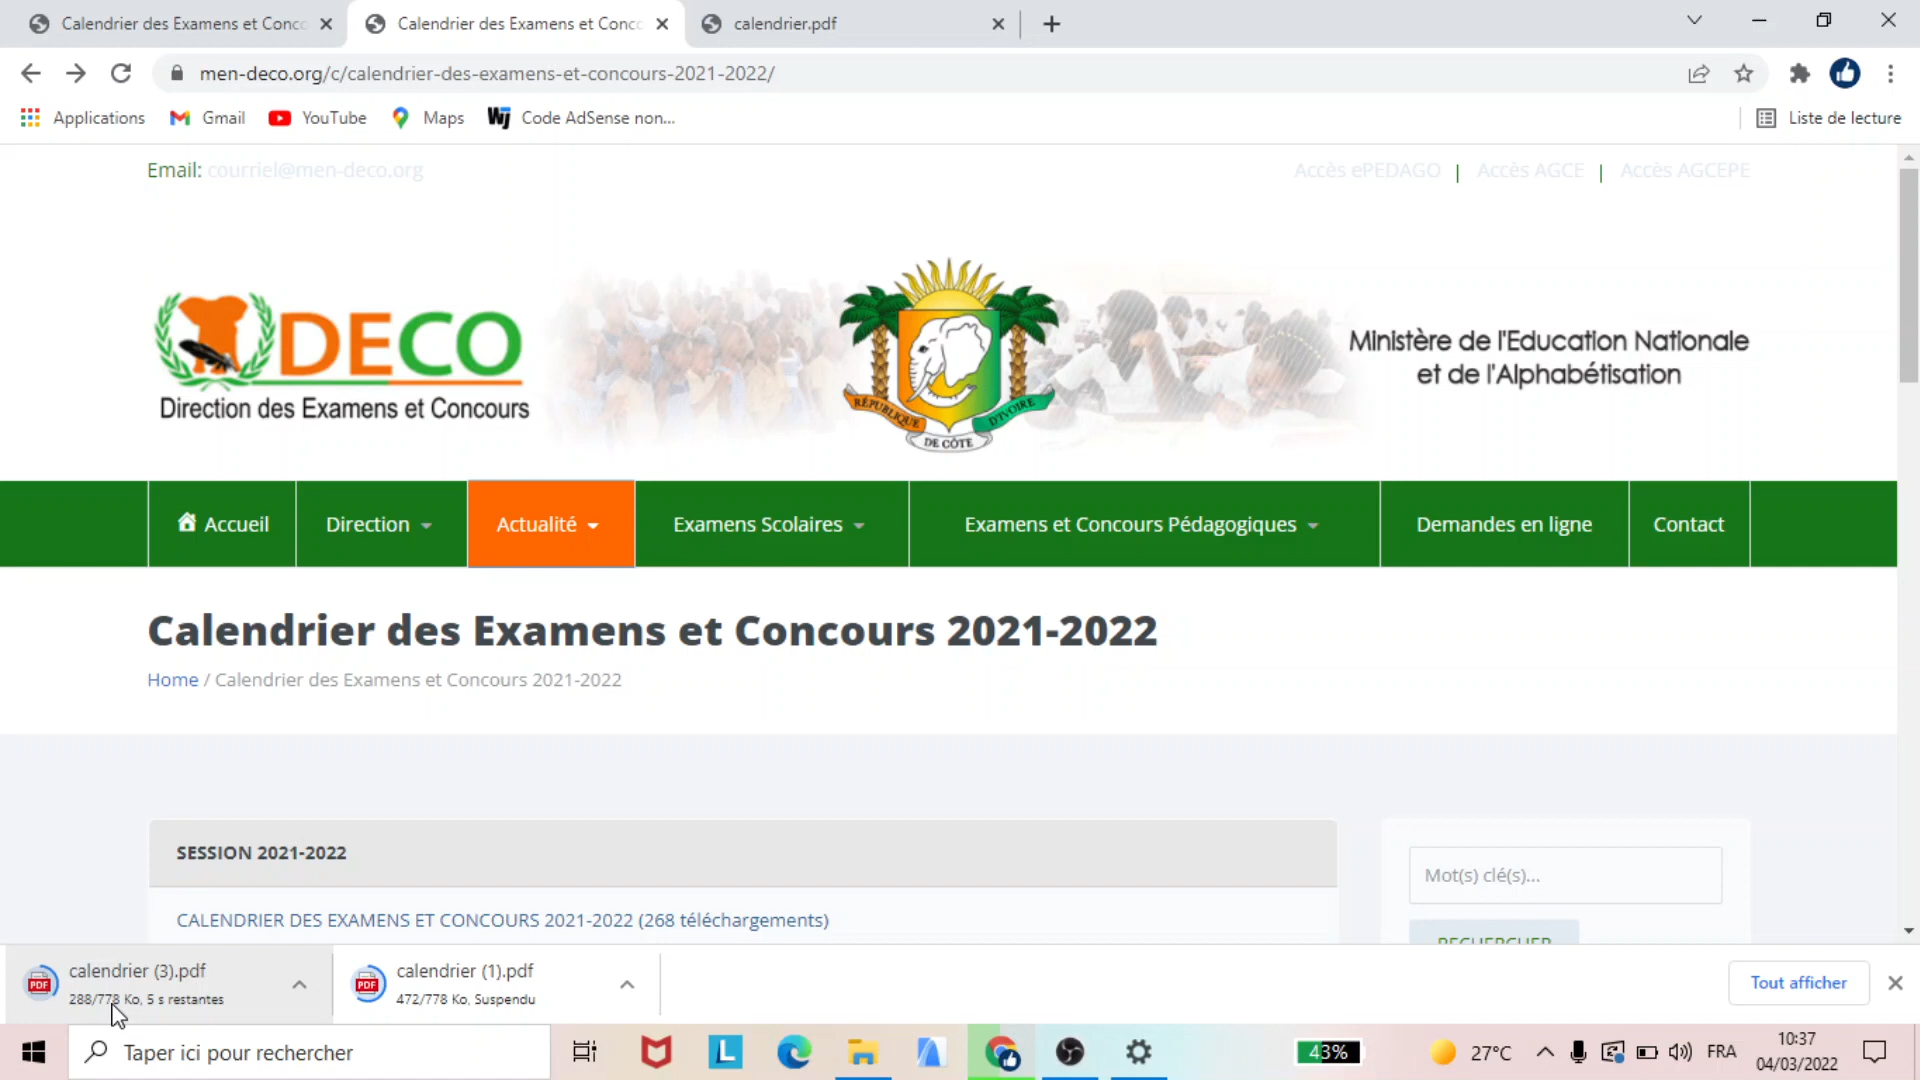 Calendrier des Examens et Conco
Calendrier des Examens et Conc
calendrier.pdf
men-deco.org/c/calendrier-des-examens-et-concours-2021-2022/
Applications
Gmail
YouTube
Maps
Code AdSense non...
Liste de lecture
Email: courriel@men-deco.org
Accès ePEDAGO | Accès AGCE | Accès AGCEPE
DECO
Direction des Examens et Concours
RÉPUBLIQUE
DE CÔTE
D'IVOIRE
Ministère de l'Education Nationale
et de l'Alphabétisation
Accueil
Direction
Actualité
Examens Scolaires
Examens et Concours Pédagogiques
Demandes en ligne
Contact
Calendrier des Examens et Concours 2021-2022
Home / Calendrier des Examens et Concours 2021-2022
SESSION 2021-2022
Mot(s) clé(s)...
CALENDRIER DES EXAMENS ET CONCOURS 2021-2022 (268 téléchargements)
RECHERCHER
calendrier (3).pdf
288/778 Ko, 5 s restantes
calendrier (1).pdf
472/778 Ko, Suspendu
Tout afficher
Taper ici pour rechercher
L
43%
27°C
FRA
10:37
04/03/2022